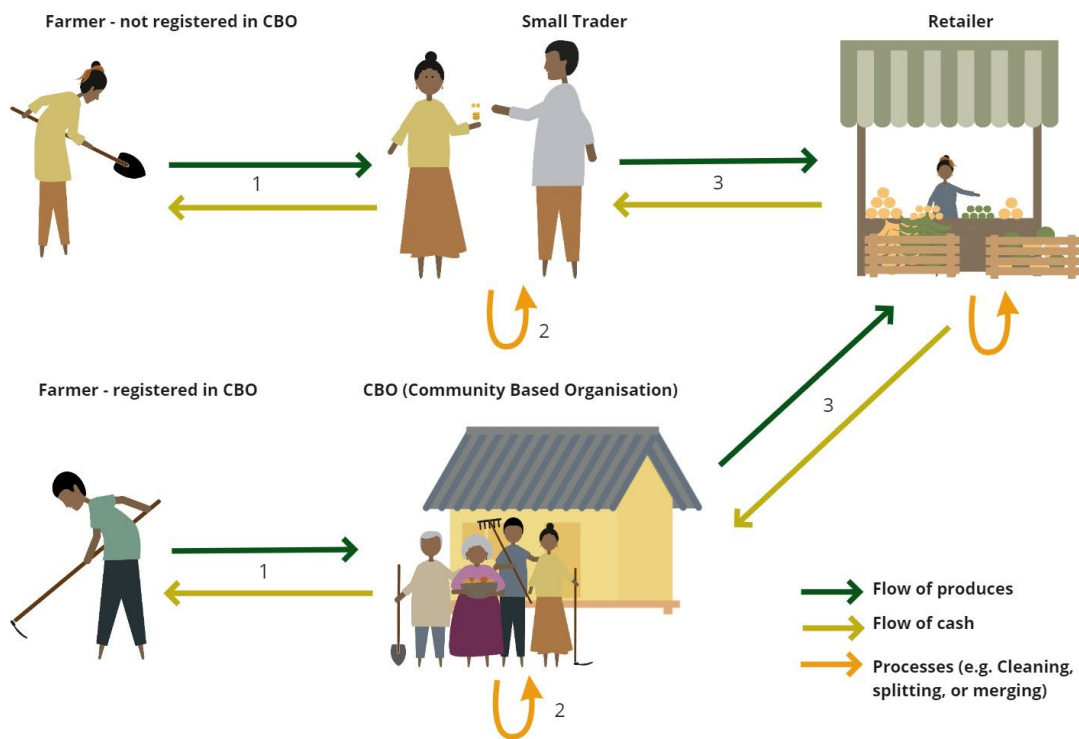 Farmer - not registered in CBO
Small Trader
Retailer
1
3
2
Farmer - registered in CBO
CBO (Community Based Organisation)
3
1
Flow of produces
Flow of cash
Processes (e.g. Cleaning,
splitting, or merging)
2